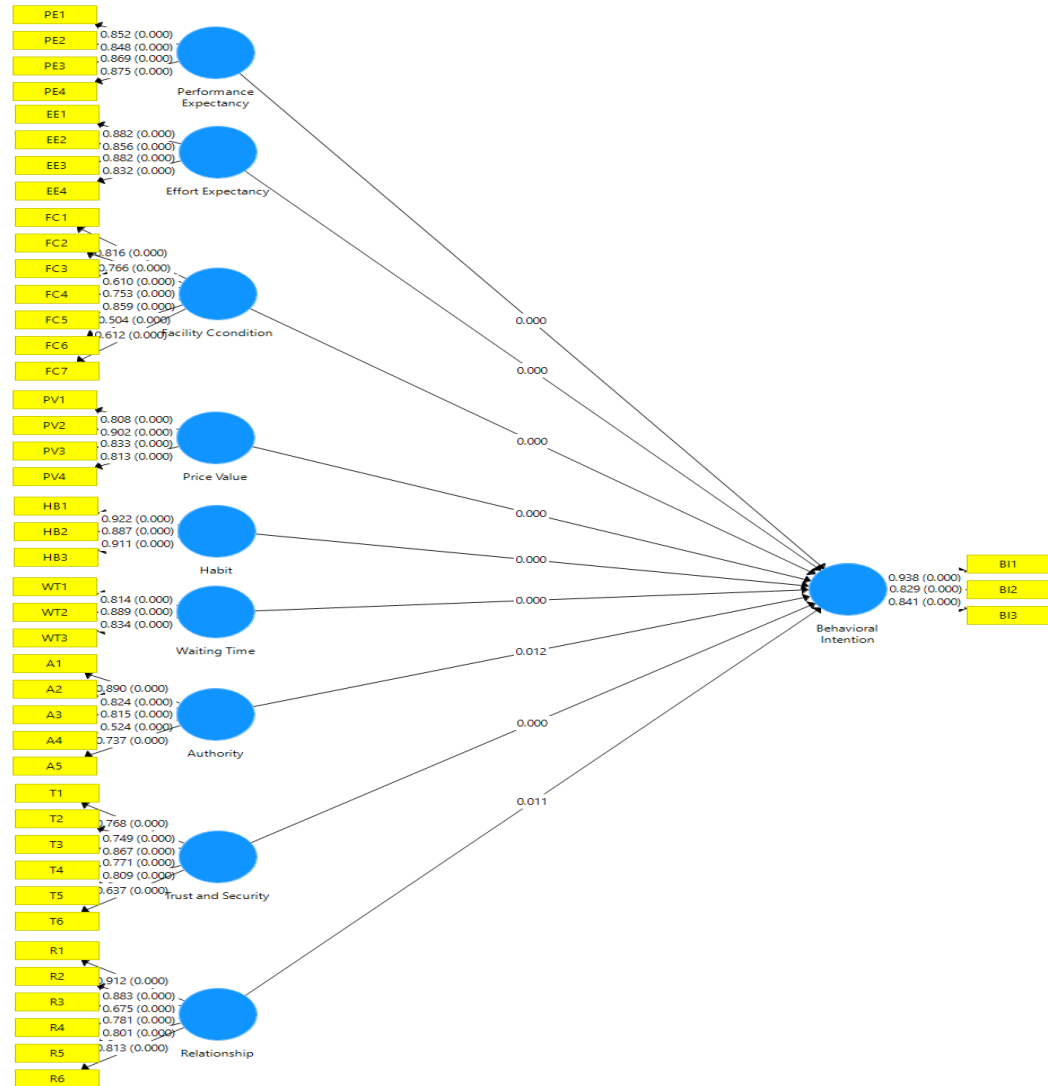 PE1
PE2
PE3
PE4
0.852 (0.000)
0.848 (0.000)
0.869 (0.000)
0.875 (0.000)
Performance
Expectancy
EE1
EE2
EE3
EE4
0.882 (0.000)
0.856 (0.000)
0.882 (0.000)
0.832 (0.000)
Effort Expectancy
FC1
FC2
FC3
FC4
FC5
FC6
FC7
0.816 (0.000)
0.766 (0.000)
0.610 (0.000)
0.753 (0.000)
0.859 (0.000)
0.504 (0.000)
0.612 (0.000)
Facility Ccondition
PV1
PV2
PV3
PV4
0.808 (0.000)
0.902 (0.000)
0.833 (0.000)
0.813 (0.000)
Price Value
HB1
HB2
HB3
0.922 (0.000)
0.887 (0.000)
0.911 (0.000)
Habit
WT1
WT2
WT3
0.814 (0.000)
0.889 (0.000)
0.834 (0.000)
Waiting Time
A1
A2
A3
A4
A5
0.890 (0.000)
0.824 (0.000)
0.815 (0.000)
0.524 (0.000)
0.737 (0.000)
Authority
T1
T2
T3
T4
T5
T6
0.768 (0.000)
0.749 (0.000)
0.867 (0.000)
0.771 (0.000)
0.809 (0.000)
0.637 (0.000)
Trust and Security
R1
R2
R3
R4
R5
R6
0.912 (0.000)
0.883 (0.000)
0.675 (0.000)
0.781 (0.000)
0.801 (0.000)
0.813 (0.000)
Relationship
0.000
0.000
0.000
0.000
0.000
0.000
0.012
0.000
0.011
Behavioral
Intention
0.938 (0.000)
0.829 (0.000)
0.841 (0.000)
BI1
BI2
BI3